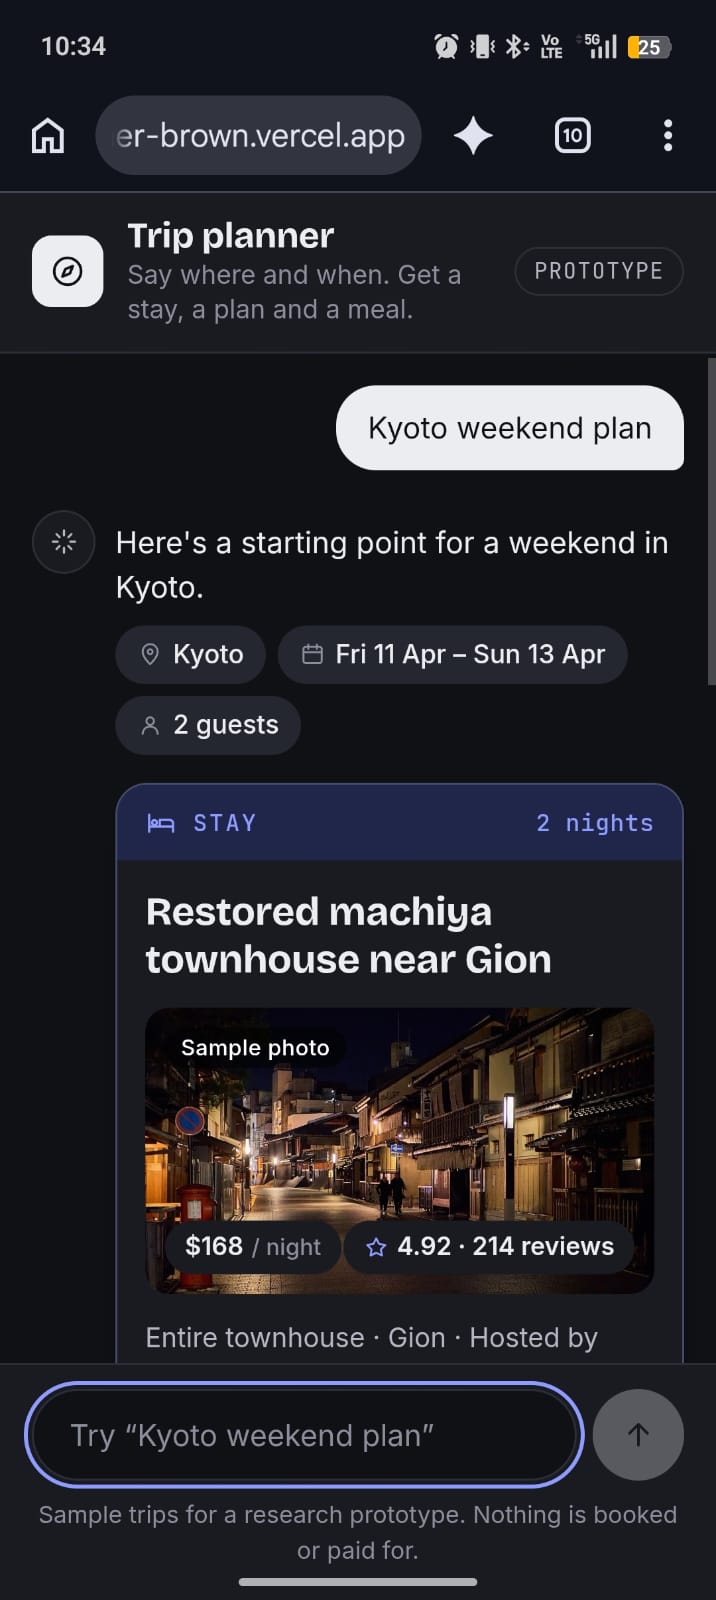 10:34
Vo
LTE
5G
25
er-brown.vercel.app
10
Trip planner
Say where and when. Get a
stay, a plan and a meal.
PROTOTYPE
Kyoto weekend plan
Here's a starting point for a weekend in
Kyoto.
Kyoto
Fri 11 Apr – Sun 13 Apr
2 guests
STAY
2 nights
Restored machiya
townhouse near Gion
Sample photo
$168 / night
4.92 · 214 reviews
Entire townhouse · Gion · Hosted by
Try “Kyoto weekend plan”
Sample trips for a research prototype. Nothing is booked
or paid for.